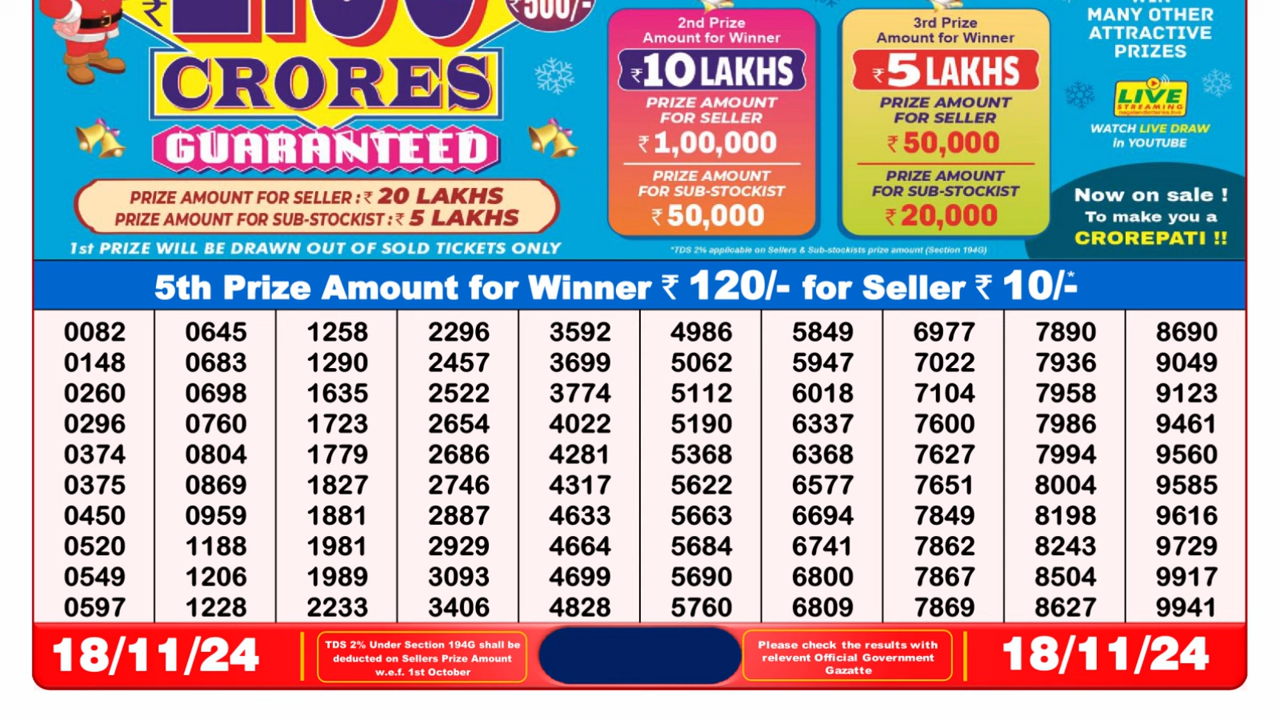 ₹500/-
CRORES
GUARANTEED
PRIZE AMOUNT FOR SELLER :₹ 20 LAKHS
PRIZE AMOUNT FOR SUB-STOCKIST :₹ 5 LAKHS
1st PRIZE WILL BE DRAWN OUT OF SOLD TICKETS ONLY
2nd Prize
Amount for Winner
₹10 LAKHS
PRIZE AMOUNT
FOR SELLER
₹ 1,00,000
PRIZE AMOUNT
FOR SUB-STOCKIST
₹ 50,000
3rd Prize
Amount for Winner
₹5 LAKHS
PRIZE AMOUNT
FOR SELLER
₹ 50,000
PRIZE AMOUNT
FOR SUB-STOCKIST
₹ 20,000
*TDS 2% applicable on Sellers & Sub-stockists prize amount (Section 194G)
MANY OTHER
ATTRACTIVE
PRIZES
LIVE
STREAMING
WATCH LIVE DRAW
in YOUTUBE
Now on sale !
To make you a
CROREPATI !!
5th Prize Amount for Winner ₹ 120/- for Seller ₹ 10/-*
0082 0645 1258 2296 3592 4986 5849 6977 7890 8690
0148 0683 1290 2457 3699 5062 5947 7022 7936 9049
0260 0698 1635 2522 3774 5112 6018 7104 7958 9123
0296 0760 1723 2654 4022 5190 6337 7600 7986 9461
0374 0804 1779 2686 4281 5368 6368 7627 7994 9560
0375 0869 1827 2746 4317 5622 6577 7651 8004 9585
0450 0959 1881 2887 4633 5663 6694 7849 8198 9616
0520 1188 1981 2929 4664 5684 6741 7862 8243 9729
0549 1206 1989 3093 4699 5690 6800 7867 8504 9917
0597 1228 2233 3406 4828 5760 6809 7869 8627 9941
18/11/24
TDS 2% Under Section 194G shall be
deducted on Sellers Prize Amount
w.e.f. 1st October
Please check the results with
relevent Official Government
Gazatte
18/11/24